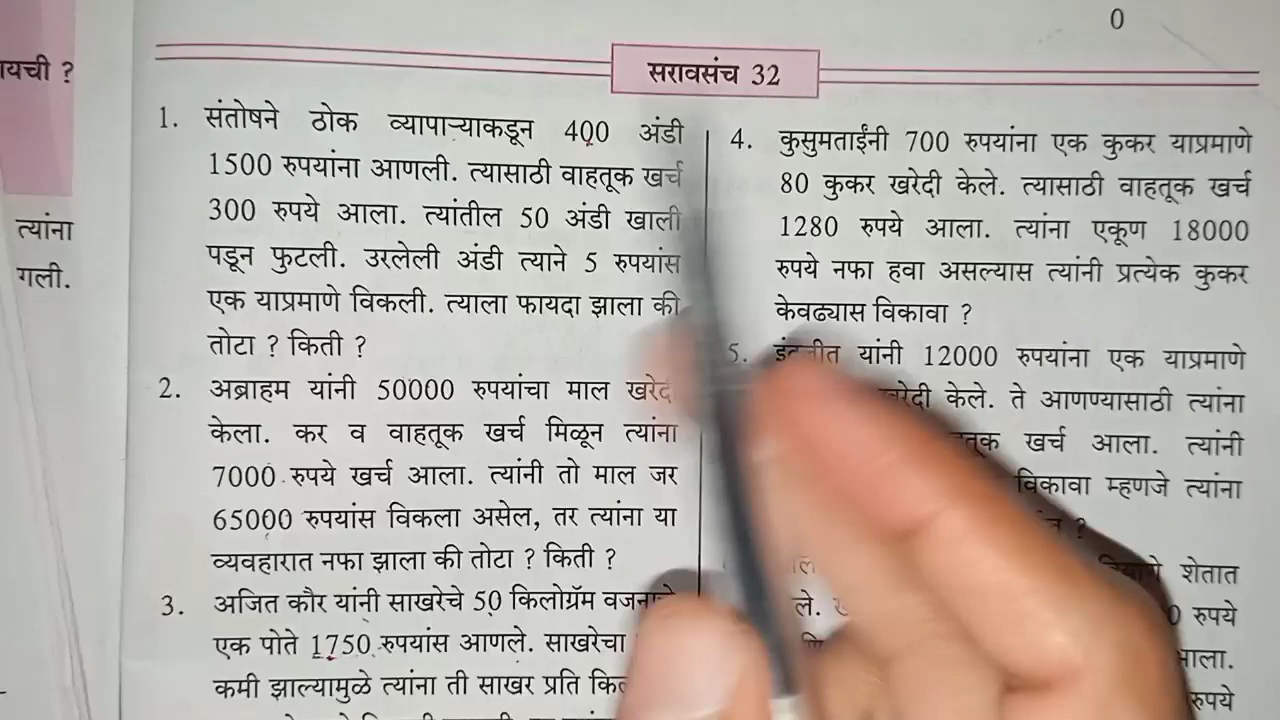 0
यची ?
त्यांना
गली.
सरावसंच 32
1. संतोषने ठोक व्यापाऱ्याकडून 400 अंडी
1500 रुपयांना आणली. त्यासाठी वाहतूक खर्च
300 रुपये आला. त्यांतील 50 अंडी खाली
पडून फुटली. उरलेली अंडी त्याने 5 रुपयांस
एक याप्रमाणे विकली. त्याला फायदा झाला की
तोटा ? किती ?
2. अब्राहम यांनी 50000 रुपयांचा माल
केला. कर व वाहतूक खर्च मिळून त्यांना
7000 रुपये खर्च आला. त्यांनी तो माल जर
65000 रुपयांस विकला असेल, तर त्यांना या
व्यवहारात नफा झाला की तोटा ? किती ?
3. अजित कौर यांनी साखरेचे 50 किलोग्रॅम
एक पोते 1750 रुपयांस आणले. साखरेचा
कमी झाल्यामुळे त्यांना ती साखर प्रति
4. कुसुमताईंनी 700 रुपयांना एक कुकर याप्रमाणे
80 कुकर खरेदी केले. त्यासाठी वाहतूक खर्च
1280 रुपये आला. त्यांना एकूण 18000
रुपये नफा हवा असल्यास त्यांनी प्रत्येक कुकर
केवढ्यास विकावा ?
5. यांनी 12000 रुपयांना एक याप्रमाणे
केले. ते आणण्यासाठी त्यांना
खर्च आला. त्यांनी
विकावा म्हणजे त्यांना
?
शेतात
ले. रुपये
रुपये